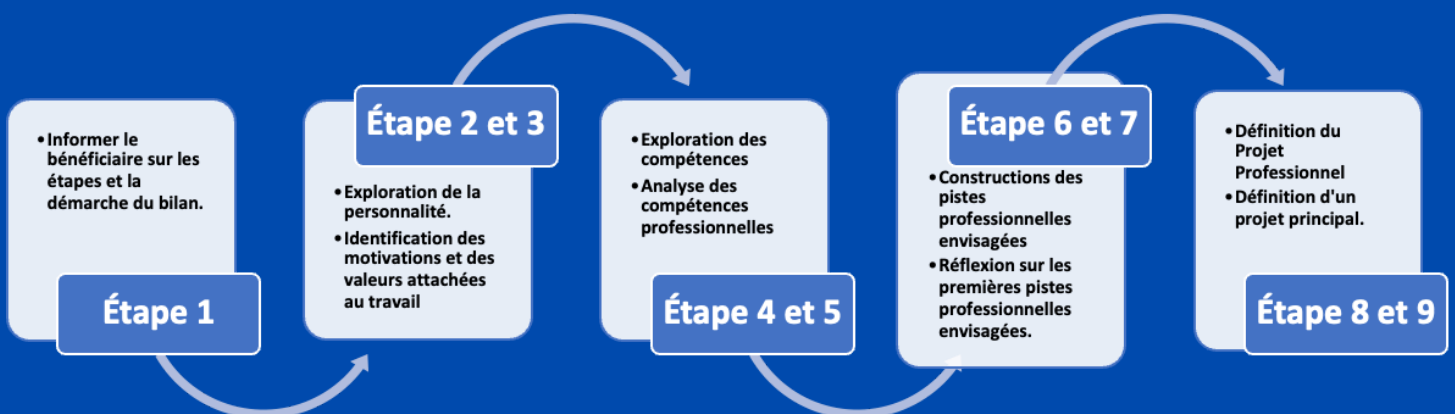 •Informer le
bénéficiaire sur les
étapes et la
démarche du bilan.
Étape 1
Étape 2 et 3
•Exploration de la
personnalité.
•Identification des
motivations et des
valeurs attachées
au travail
•Exploration des
compétences
•Analyse des
compétences
professionnelles
Étape 4 et 5
Étape 6 et 7
•Constructions des
pistes
professionnelles
envisagées
•Réflexion sur les
premières pistes
professionnelles
envisagées.
•Définition du
Projet
Professionnel
•Définition d'un
projet principal.
Étape 8 et 9